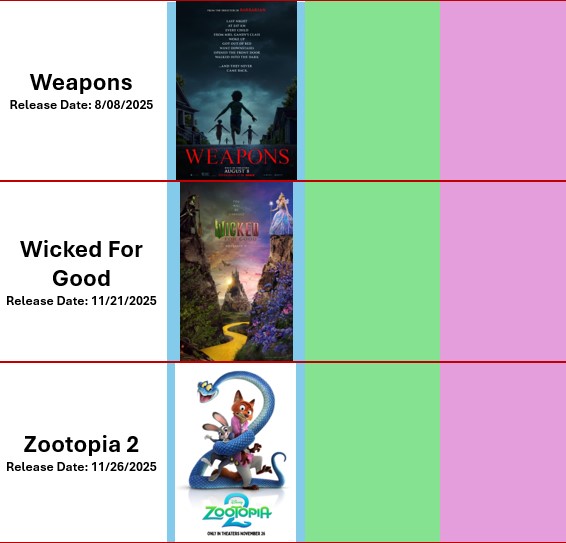 Weapons
Release Date: 8/08/2025
FROM THE DIRECTOR OF BARBARIAN
LAST NIGHT
AT 2:17 AM
EVERY CHILD
FROM MRS. GANDY'S CLASS
WOKE UP
GOT OUT OF BED
WENT DOWNSTAIRS
OPENED THE FRONT DOOR
WALKED INTO THE DARK
...AND THEY NEVER
CAME BACK.
WEAPONS
AUGUST 8
Wicked For
Good
Release Date: 11/21/2025
WICKED
Zootopia 2
Release Date: 11/26/2025
Disney
ZOOTOPIA
2
ONLY IN THEATERS NOVEMBER 26